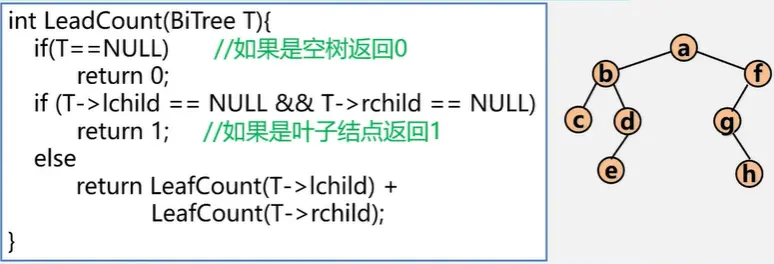 int LeadCount(BiTree T){
if(T==NULL) //如果是空树返回0
return 0;
if (T->lchild == NULL && T->rchild == NULL)
return 1; //如果是叶子结点返回1
else
return LeafCount(T->lchild) +
LeafCount(T->rchild);
}
a
b f
c d g
e h